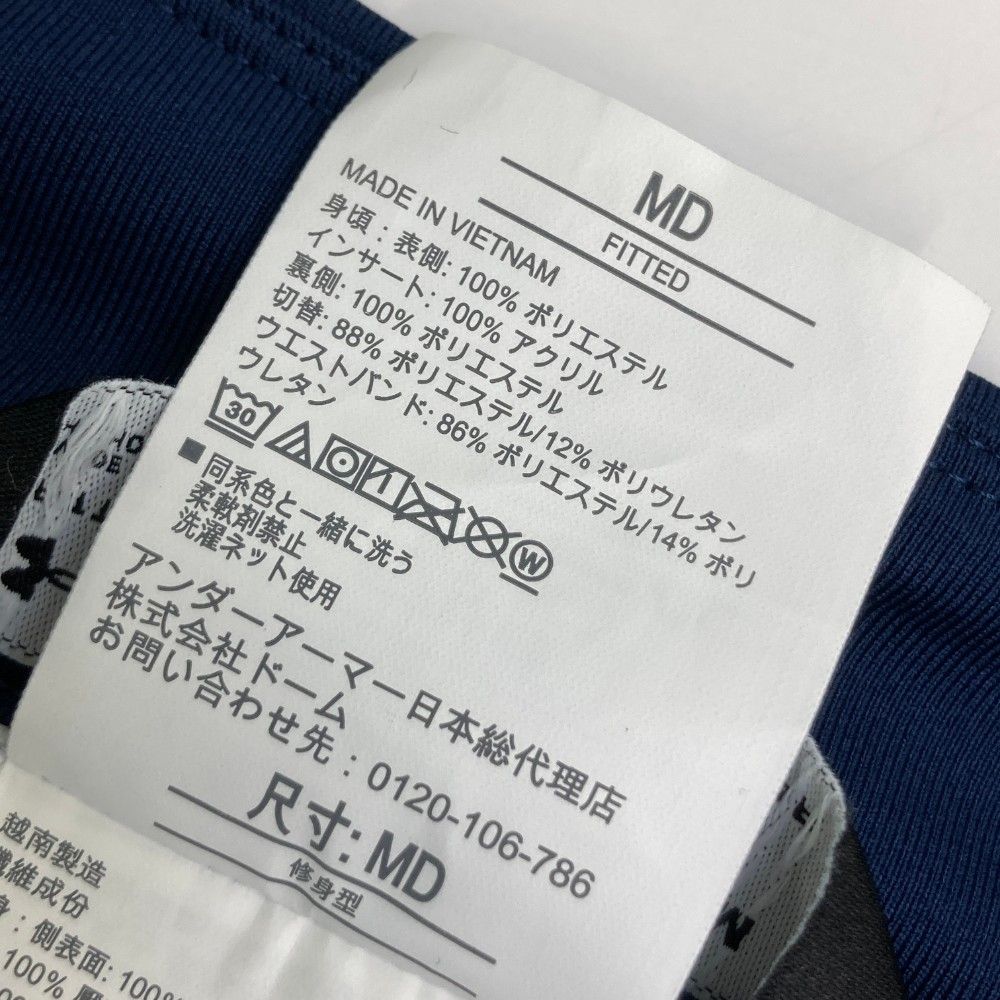 MD
FITTED
MADE IN VIETNAM
身頃：表側: 100% ポリエステル
インサート: 100% アクリル
裏側: 100% ポリエステル
切替: 88% ポリエステル/12% ポリウレタン
ウエストバンド: 86% ポリエステル/14% ポリ
ウレタン
30
W
■同系色と一緒に洗う
柔軟剤禁止
洗濯ネット使用
アンダーアーマー日本総代理店
株式会社ドーム
お問い合わせ先：0120-106-786
尺寸: MD
修身型
越南製造
纖維成份
身：側表面: 100%
100%